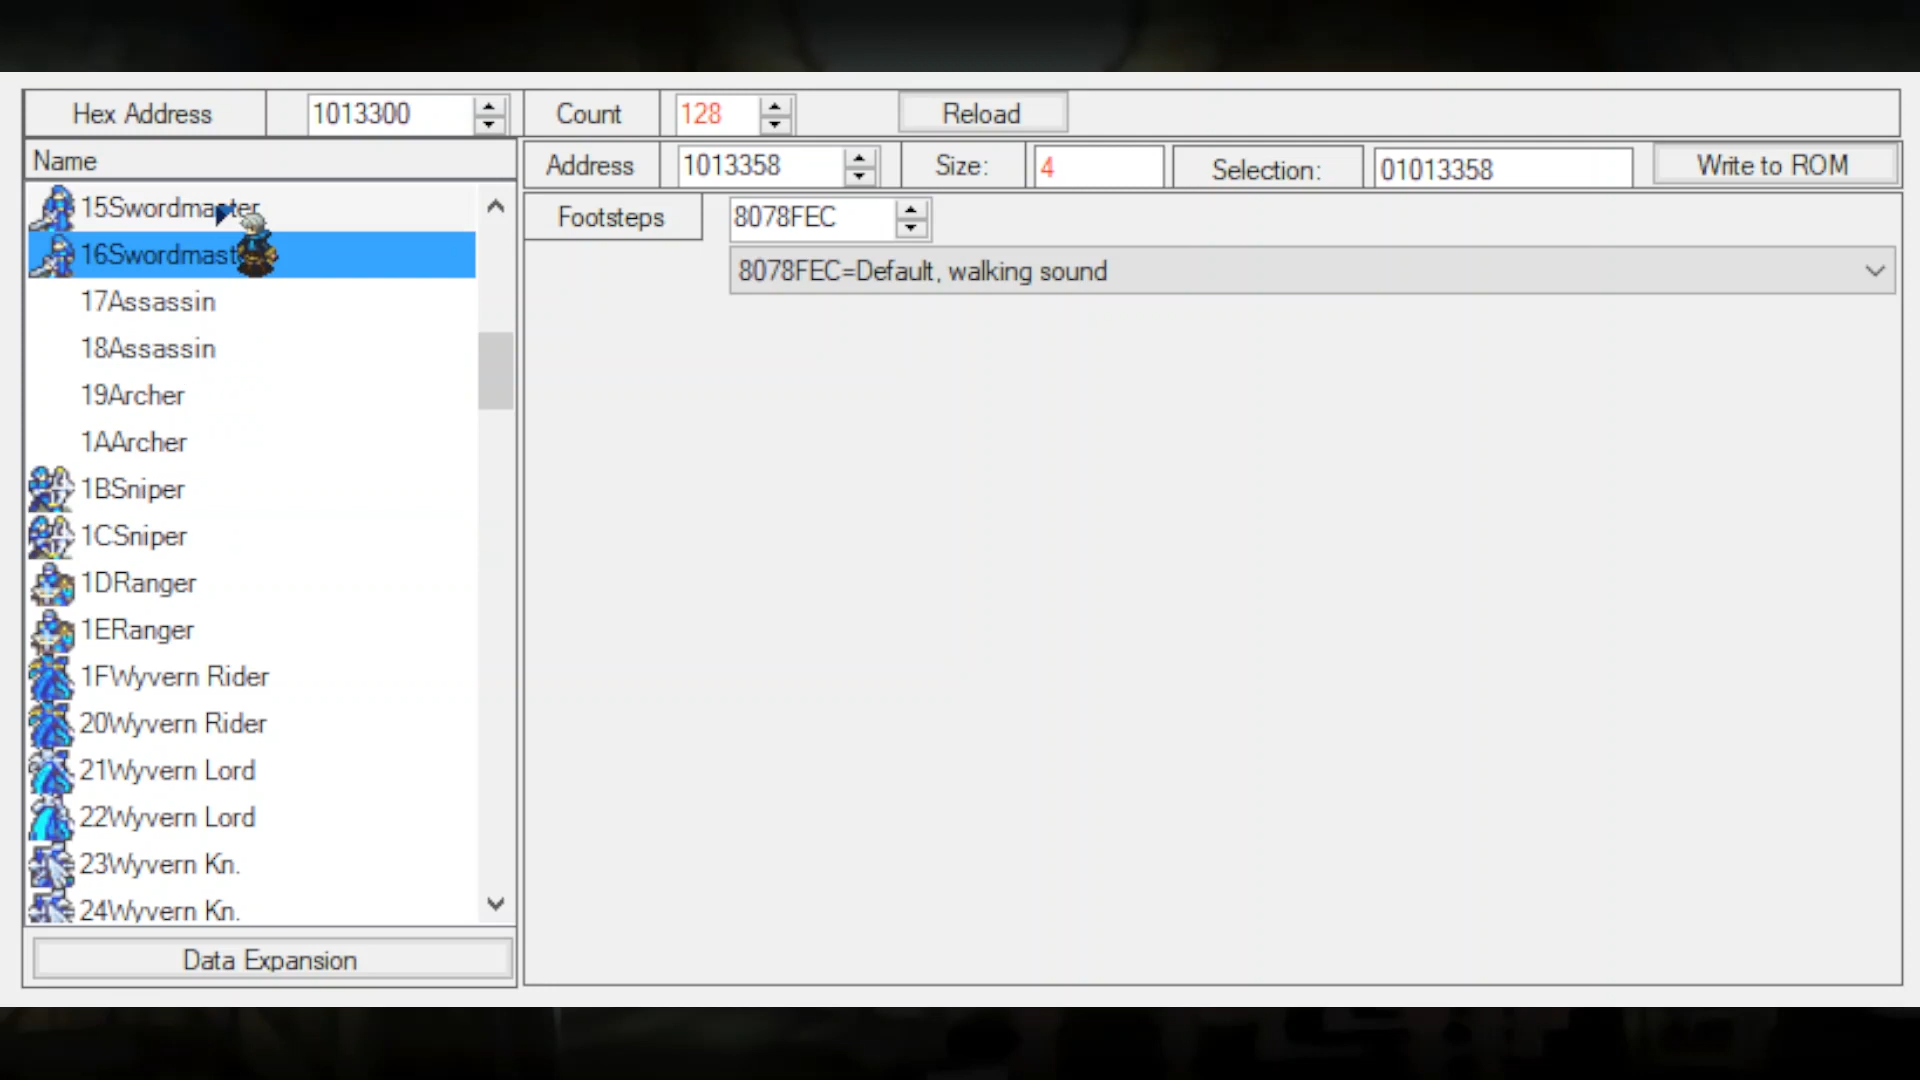 Hex Address 1013300 Count 128 Reload
Name Address 1013358 Size: 4 Selection: 01013358 Write to ROM
Footsteps 8078FEC
8078FEC=Default, walking sound
15Swordmaster
16Swordmast
17Assassin
18Assassin
19Archer
1AArcher
1BSniper
1CSniper
1DRanger
1ERanger
1FWyvern Rider
20Wyvern Rider
21Wyvern Lord
22Wyvern Lord
23Wyvern Kn.
24Wyvern Kn.
Data Expansion